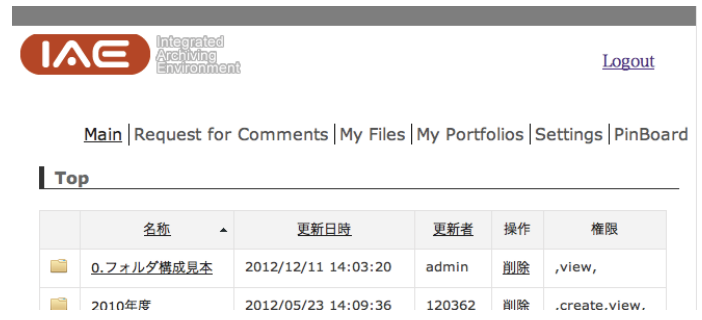 IAE Integrated
Archiving
Environment
Logout
Main|Request for Comments|My Files|My Portfolios|Settings|PinBoard
Top
名称 ▲ 更新日時 更新者 操作 権限
0.フォルダ構成見本 2012/12/11 14:03:20 admin 削除 ,view,
2010年度 2012/05/23 14:09:36 120362 削除 ,create,view,